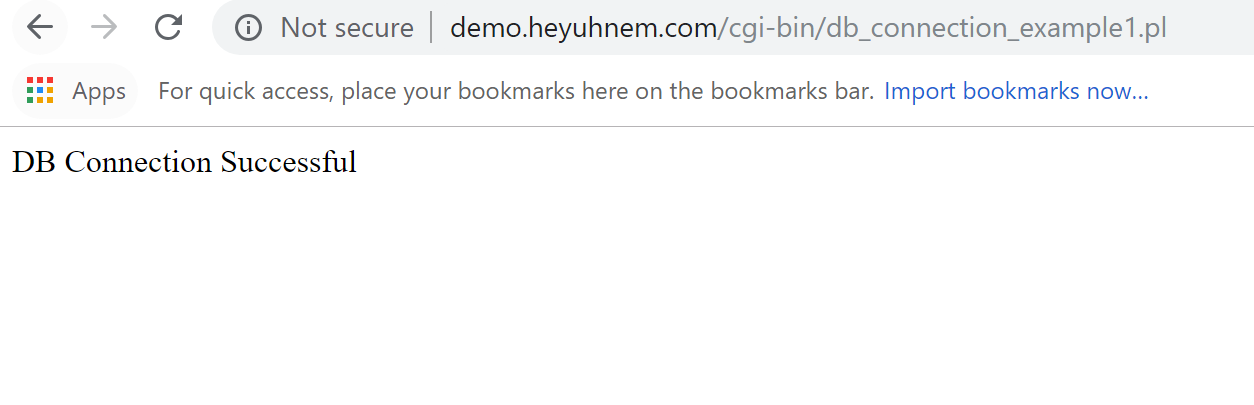 Not secure | demo.heyuhnem.com/cgi-bin/db_connection_example1.pl
Apps For quick access, place your bookmarks here on the bookmarks bar. Import bookmarks now...
DB Connection Successful